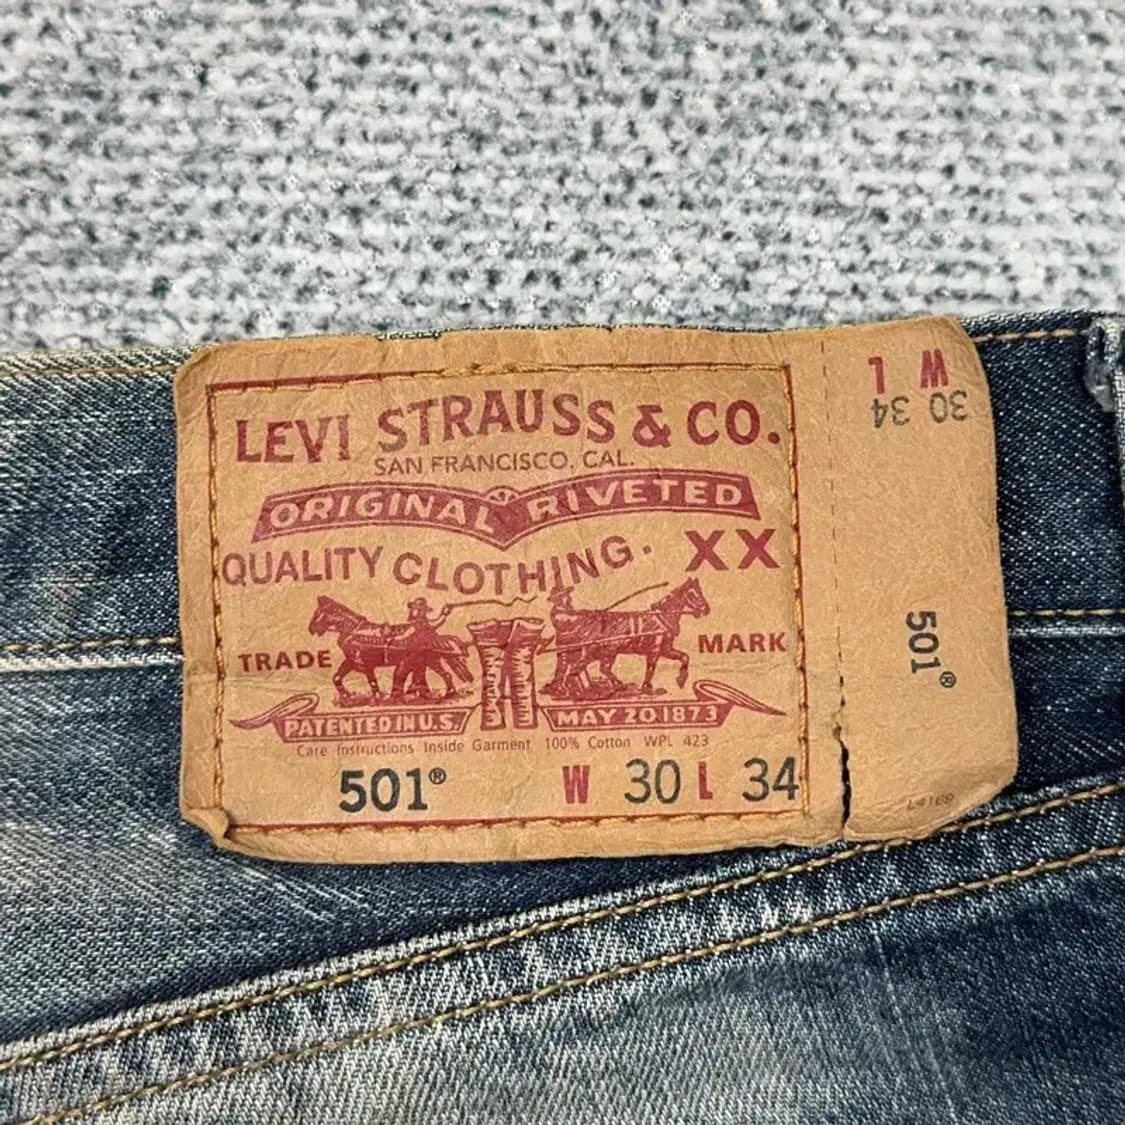 LEVI STRAUSS & CO.
SAN FRANCISCO, CAL.
ORIGINAL RIVETED
QUALITY CLOTHING. XX
TRADE MARK
PATENTED IN U.S. MAY 20 1873
Care Instructions Inside Garment 100% Cotton WPL 423
501® W 30 L 34
W L
30 34
501®
L4169